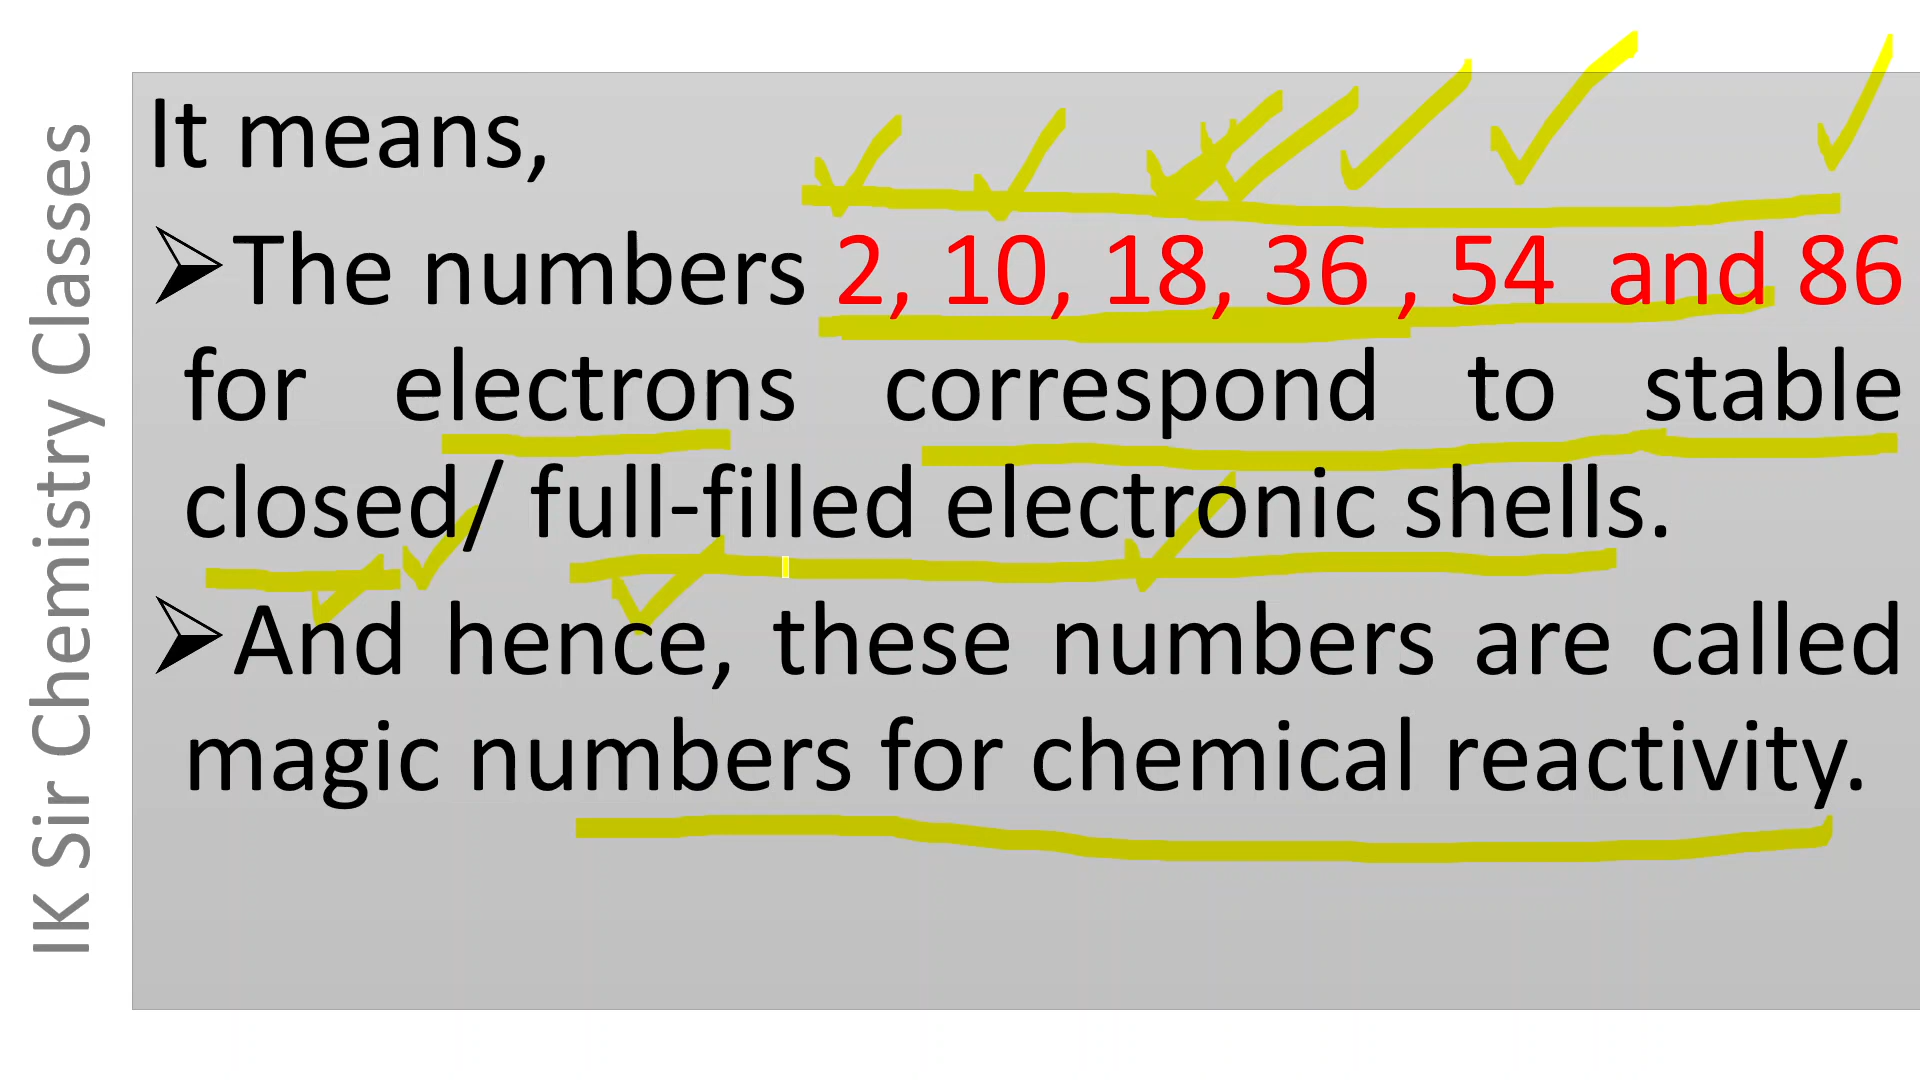 IK Sir Chemistry Classes
It means,
➢The numbers 2, 10, 18, 36 , 54 and 86
for electrons correspond to stable
closed/ full-filled electronic shells.
➢And hence, these numbers are called
magic numbers for chemical reactivity.